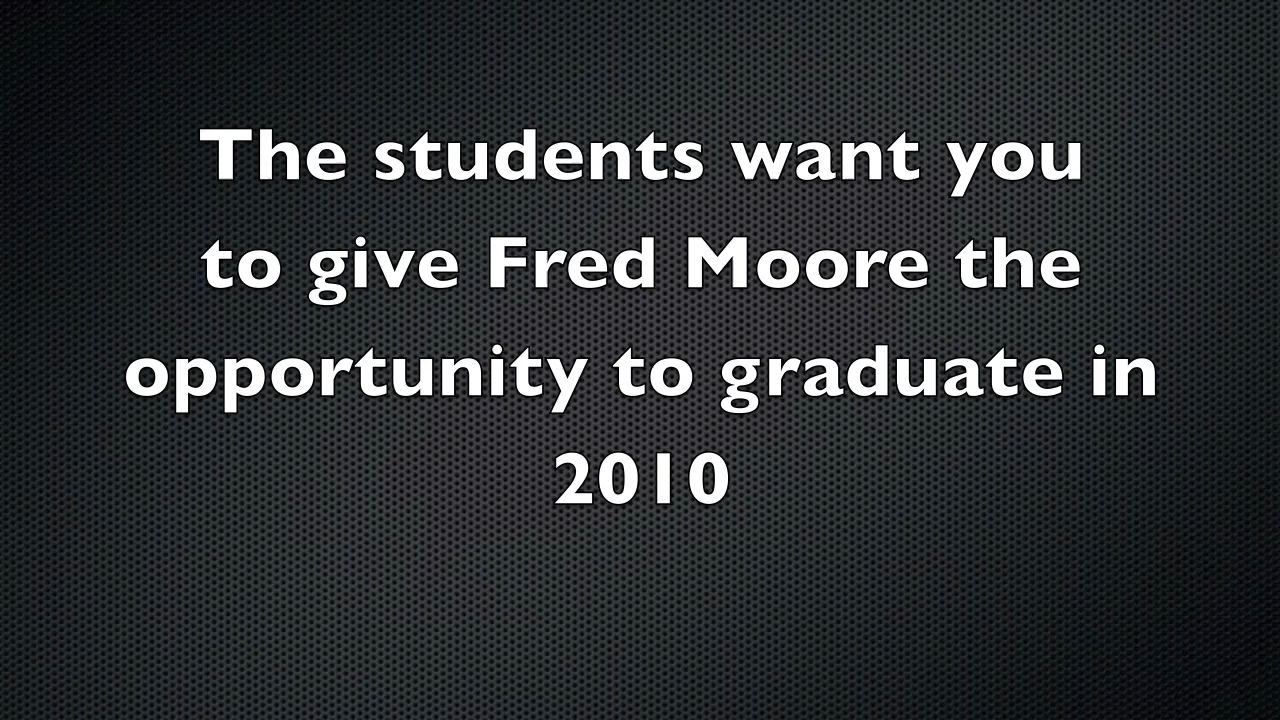 The students want you
to give Fred Moore the
opportunity to graduate in
2010